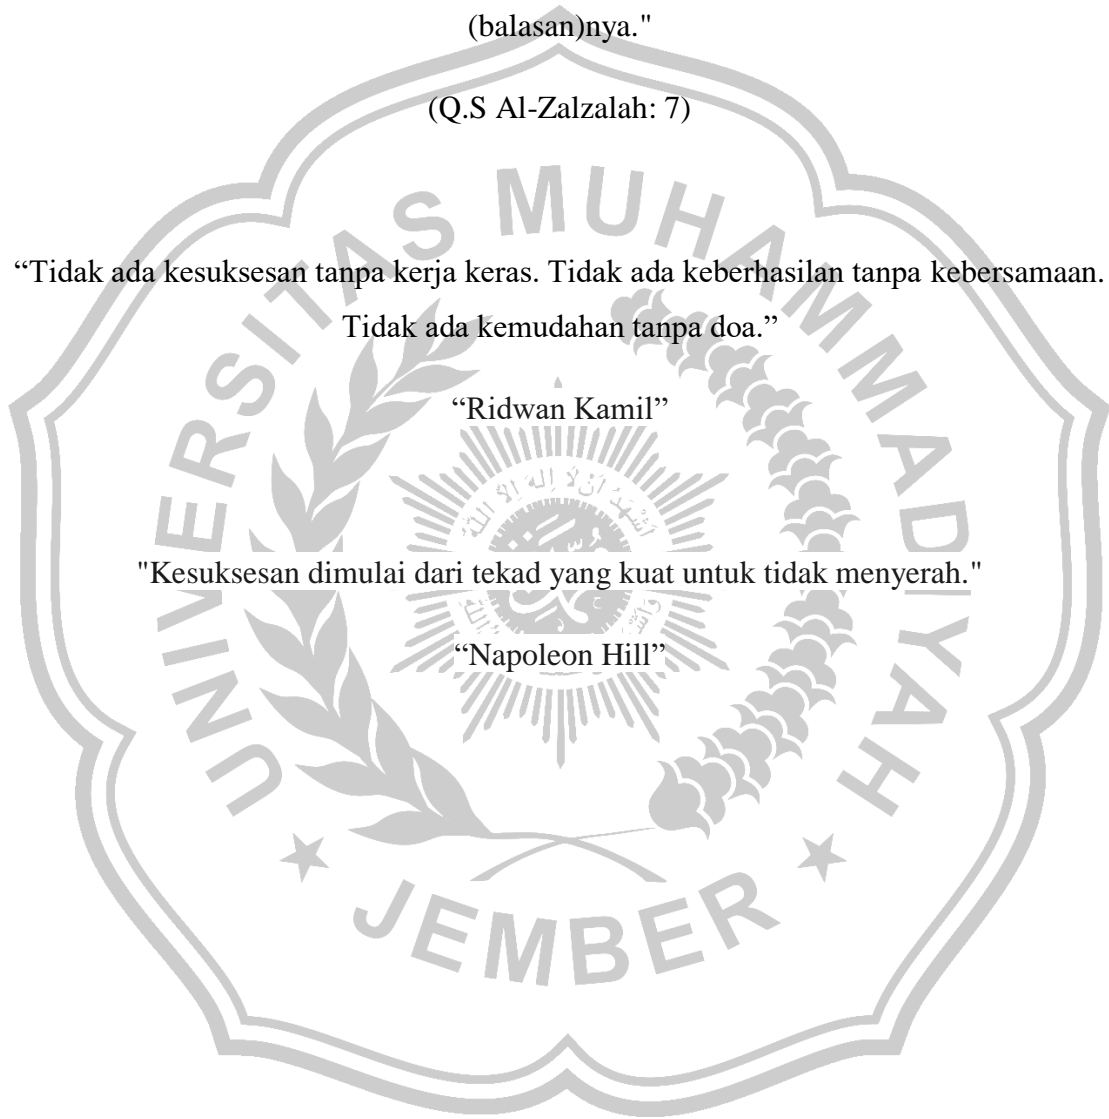 (balasan)nya."
(Q.S Al-Zalzalah: 7)
“Tidak ada kesuksesan tanpa kerja keras. Tidak ada keberhasilan tanpa kebersamaan.
Tidak ada kemudahan tanpa doa.”
“Ridwan Kamil”
"Kesuksesan dimulai dari tekad yang kuat untuk tidak menyerah."
“Napoleon Hill”
UNIVERSITAS MUHAMMADIYAH
JEMBER